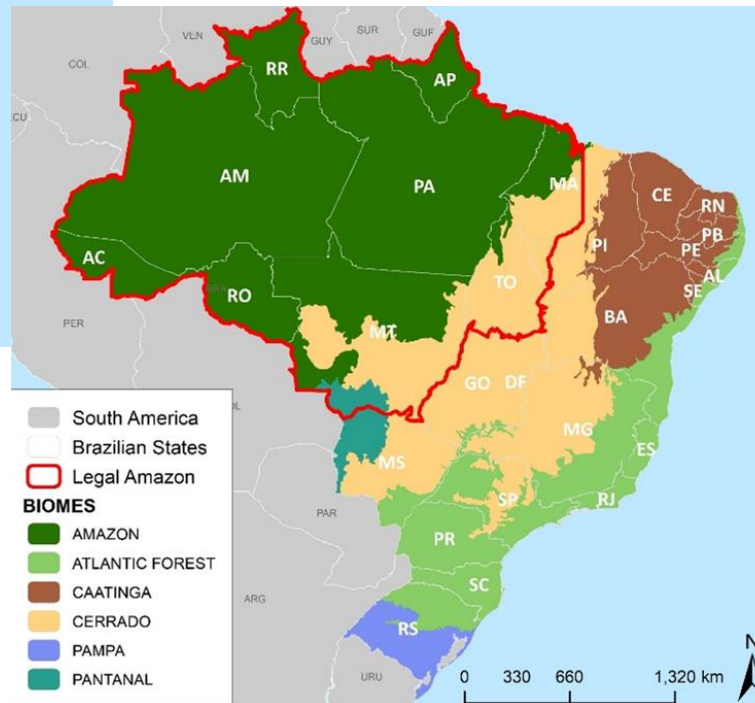 VEN
GUY
SUR
GUF
COL
RR
AP
ECU
AM
PA
MA
CE
RN
PB
PI
PE
AC
AL
TO
SE
RO
BRA
BA
MT
PER
GO
DF
MG
ES
MS
SP
RJ
PAR
PR
SC
ARG
RS
URU
South America
Brazilian States
Legal Amazon
BIOMES
AMAZON
ATLANTIC FOREST
CAATINGA
CERRADO
PAMPA
PANTANAL
N
0 330 660 1,320 km